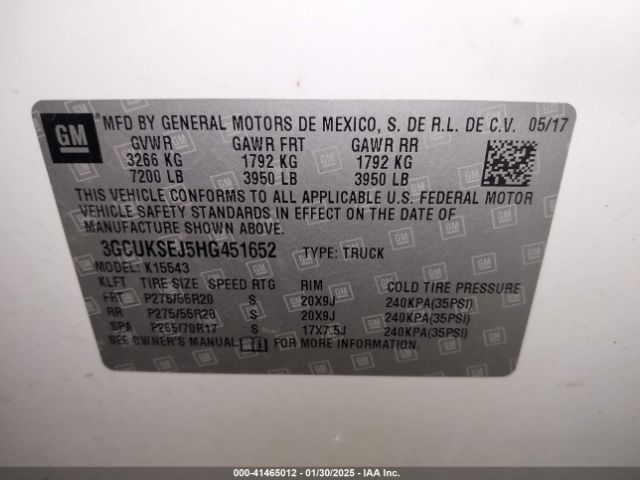 GM
MFD BY GENERAL MOTORS DE MEXICO, S. DE R.L. DE C.V. 05/17
GVWR GAWR FRT GAWR RR
3266 KG 1792 KG 1792 KG
7200 LB 3950 LB 3950 LB
THIS VEHICLE CONFORMS TO ALL APPLICABLE U.S. FEDERAL MOTOR
VEHICLE SAFETY STANDARDS IN EFFECT ON THE DATE OF
MANUFACTURE SHOWN ABOVE.
3GCUKSEJ5HG451652 TYPE: TRUCK
MODEL: K15543
KLFT TIRE SIZE SPEED RTG RIM COLD TIRE PRESSURE
FRT P275/55R20 S 20X9J 240KPA(35PSI)
RR P275/55R20 S 20X9J 240KPA(35PSI)
SPA P265/70R17 S 17X7.5J 240KPA(35PSI)
SEE OWNER'S MANUAL FOR MORE INFORMATION.
000-41465012 - 01/30/2025 - IAA Inc.